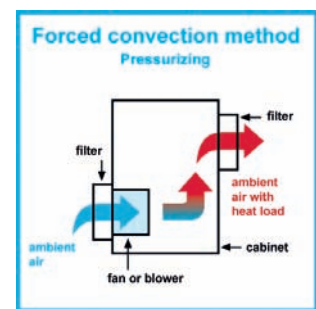 Forced convection method
Pressurizing
filter
filter
ambient
air with
heat load
ambient
air
cabinet
fan or blower